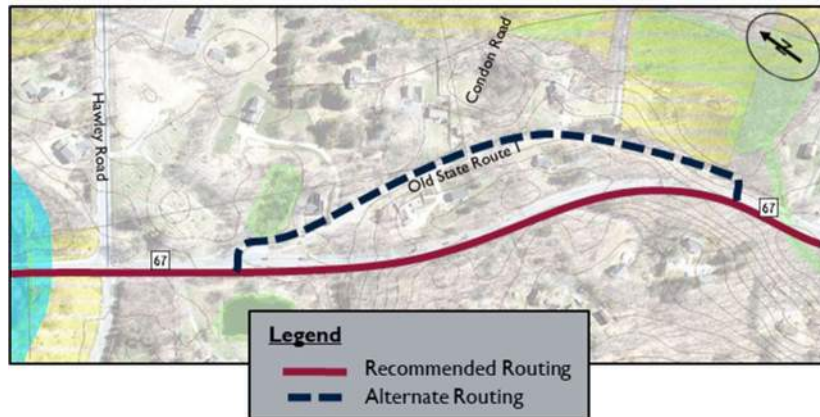 Condon Road
N
Hawley Road
Old State Route 1
67
67
Legend
Recommended Routing
Alternate Routing